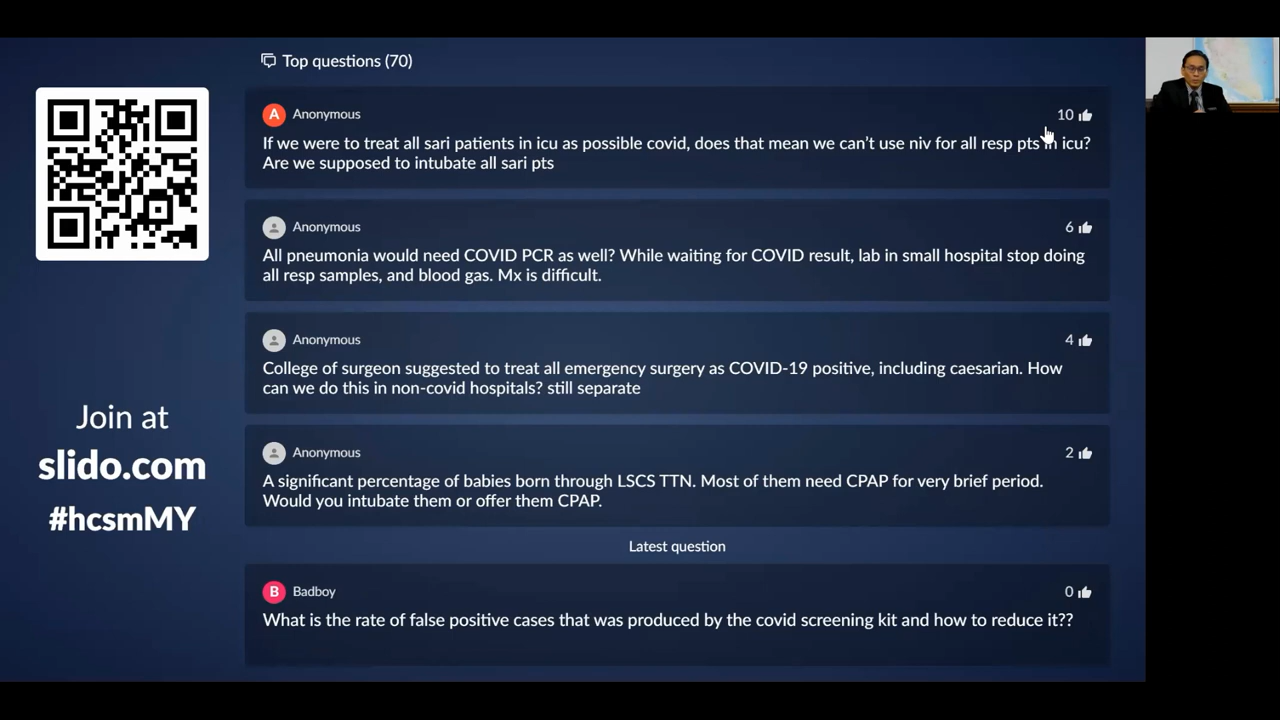 Top questions (70)
A Anonymous 10
If we were to treat all sari patients in icu as possible covid, does that mean we can't use niv for all resp pts in icu?
Are we supposed to intubate all sari pts
Anonymous 6
All pneumonia would need COVID PCR as well? While waiting for COVID result, lab in small hospital stop doing
all resp samples, and blood gas. Mx is difficult.
Anonymous 4
College of surgeon suggested to treat all emergency surgery as COVID-19 positive, including caesarian. How
can we do this in non-covid hospitals? still separate
Anonymous 2
A significant percentage of babies born through LSCS TTN. Most of them need CPAP for very brief period.
Would you intubate them or offer them CPAP.
Latest question
B Badboy 0
What is the rate of false positive cases that was produced by the covid screening kit and how to reduce it??
Join at
slido.com
#hcsmMY